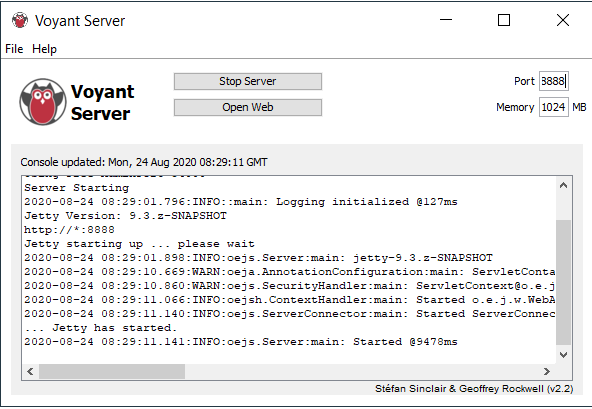 Voyant Server
File Help
Voyant
Server
Stop Server
Open Web
Port 8888
Memory 1024 MB
Console updated: Mon, 24 Aug 2020 08:29:11 GMT
Server Starting
2020-08-24 08:29:01.796:INFO::main: Logging initialized @127ms
Jetty Version: 9.3.z-SNAPSHOT
http://*:8888
Jetty starting up ... please wait
2020-08-24 08:29:01.898:INFO:oejs.Server:main: jetty-9.3.z-SNAPSHOT
2020-08-24 08:29:10.669:WARN:oeja.AnnotationConfiguration:main: ServletConta
2020-08-24 08:29:10.860:WARN:oejs.SecurityHandler:main: ServletContext@o.e.j
2020-08-24 08:29:11.066:INFO:oejsh.ContextHandler:main: Started o.e.j.w.WebA
2020-08-24 08:29:11.140:INFO:oejs.ServerConnector:main: Started ServerConnec
... Jetty has started.
2020-08-24 08:29:11.141:INFO:oejs.Server:main: Started @9478ms
Stéfan Sinclair & Geoffrey Rockwell (v2.2)